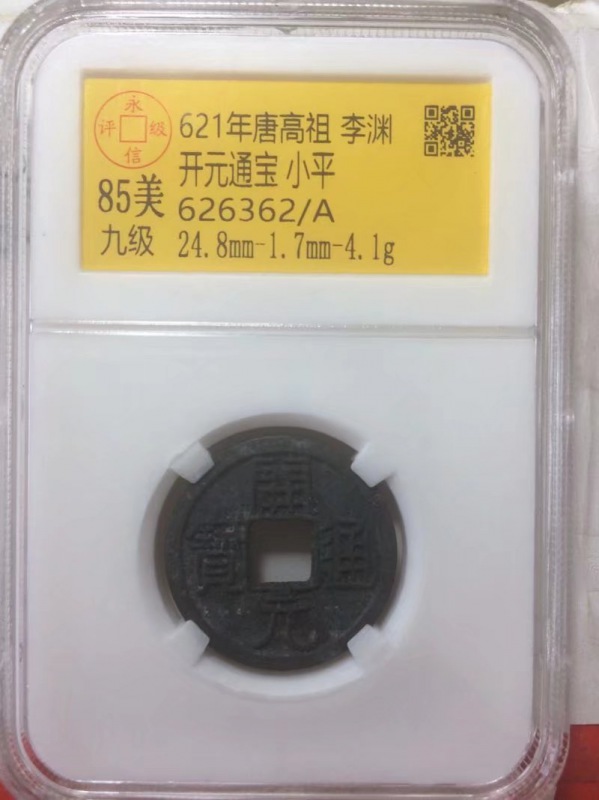 永信评级
621年唐高祖 李渊
开元通宝 小平
85美
626362/A
九级
24.8mm-1.7mm-4.1g
開元通寳